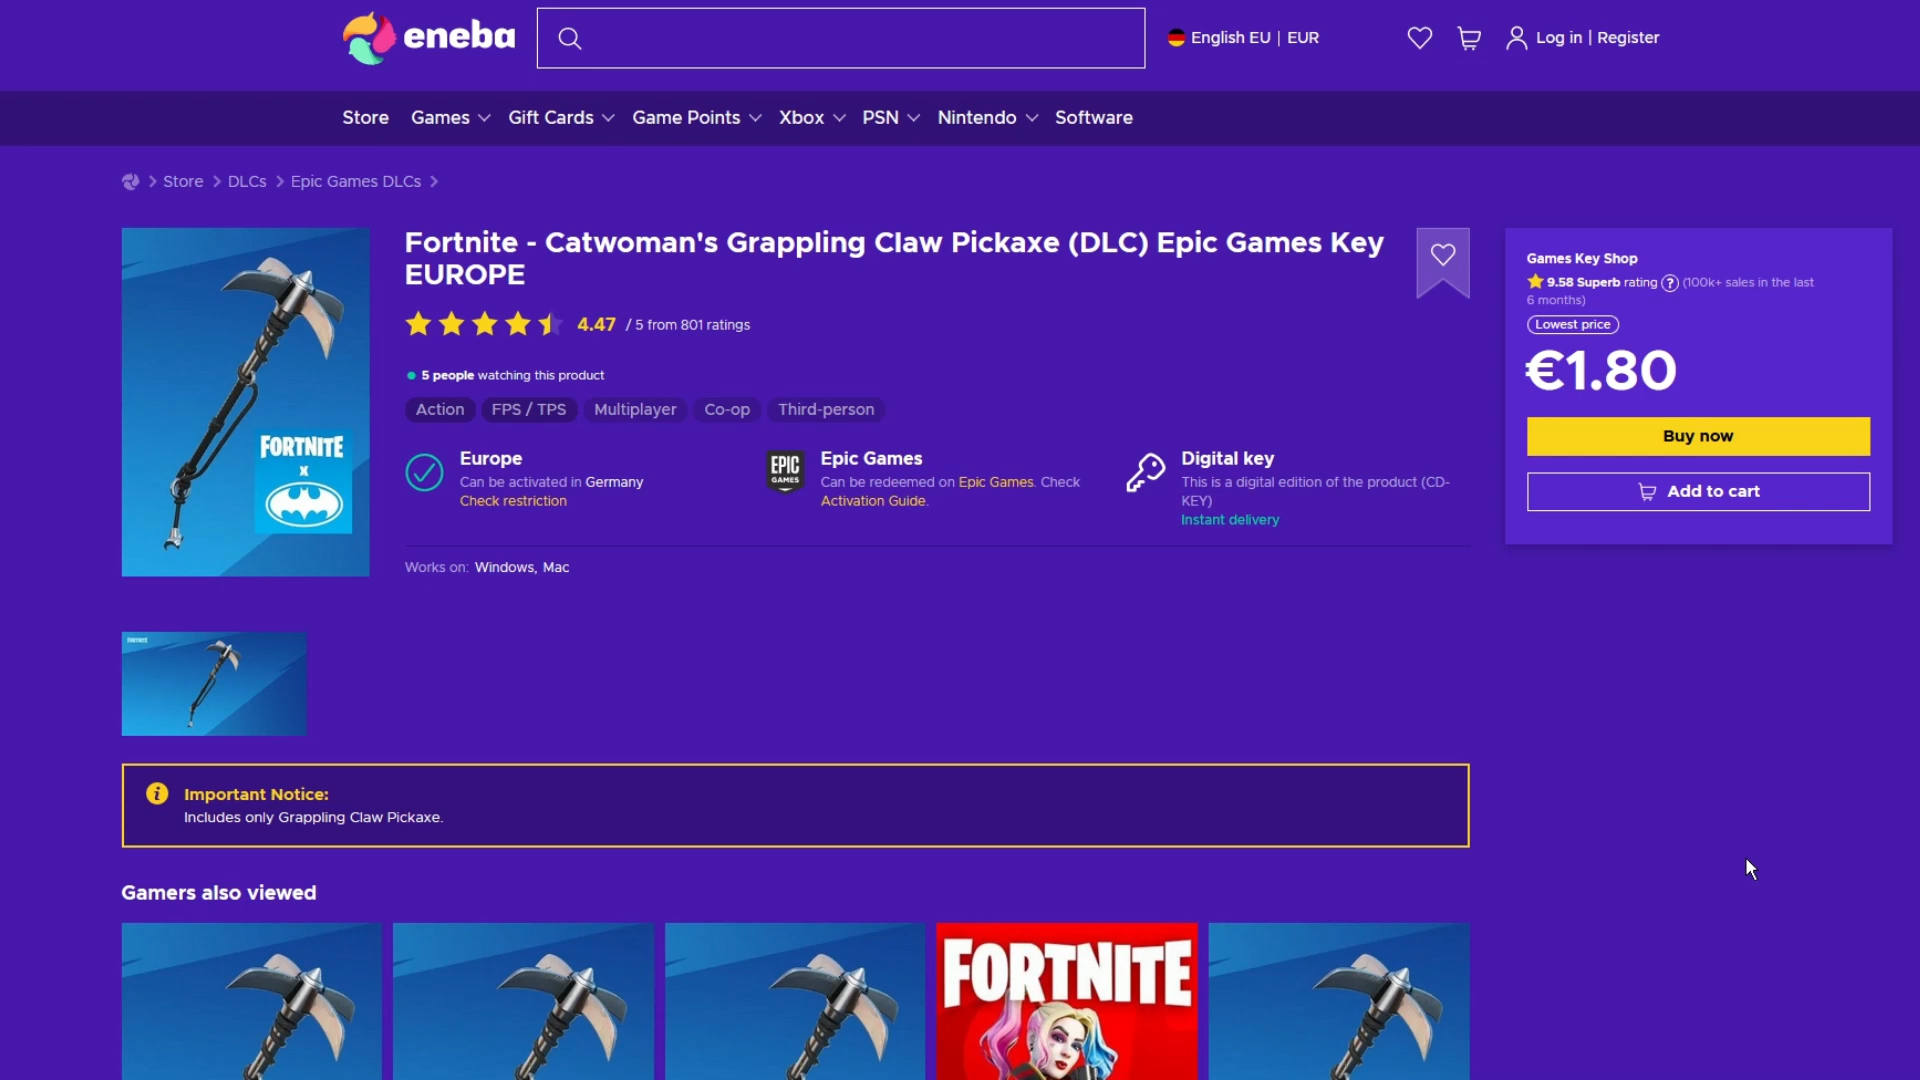 eneba
English EU | EUR
Log in | Register
Store Games Gift Cards Game Points Xbox PSN Nintendo Software
Store DLCs Epic Games DLCs
Fortnite - Catwoman's Grappling Claw Pickaxe (DLC) Epic Games Key
EUROPE
4.47 / 5 from 801 ratings
5 people watching this product
Action FPS / TPS Multiplayer Co-op Third-person
Europe
Can be activated in Germany
Check restriction
EPIC
GAMES
Epic Games
Can be redeemed on Epic Games. Check
Activation Guide.
Digital key
This is a digital edition of the product (CD-
KEY)
Instant delivery
Works on: Windows, Mac
Games Key Shop
9.58 Superb rating ? (100k+ sales in the last
6 months)
Lowest price
€1.80
Buy now
Add to cart
FORTNITE
X
FORTNITE
Important Notice:
Includes only Grappling Claw Pickaxe.
Gamers also viewed
FORTNITE